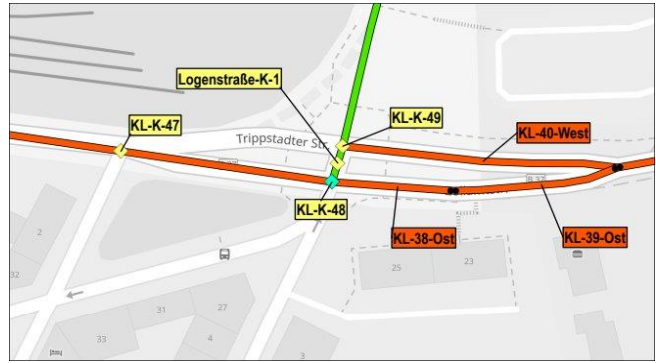 Logenstraße-K-1
KL-K-47
KL-K-49
Trippstadter Str.
KL-40-West
KL-K-48
KL-38-Ost
KL-39-Ost
B 37
2
32
25
23
31
27
33
4
3